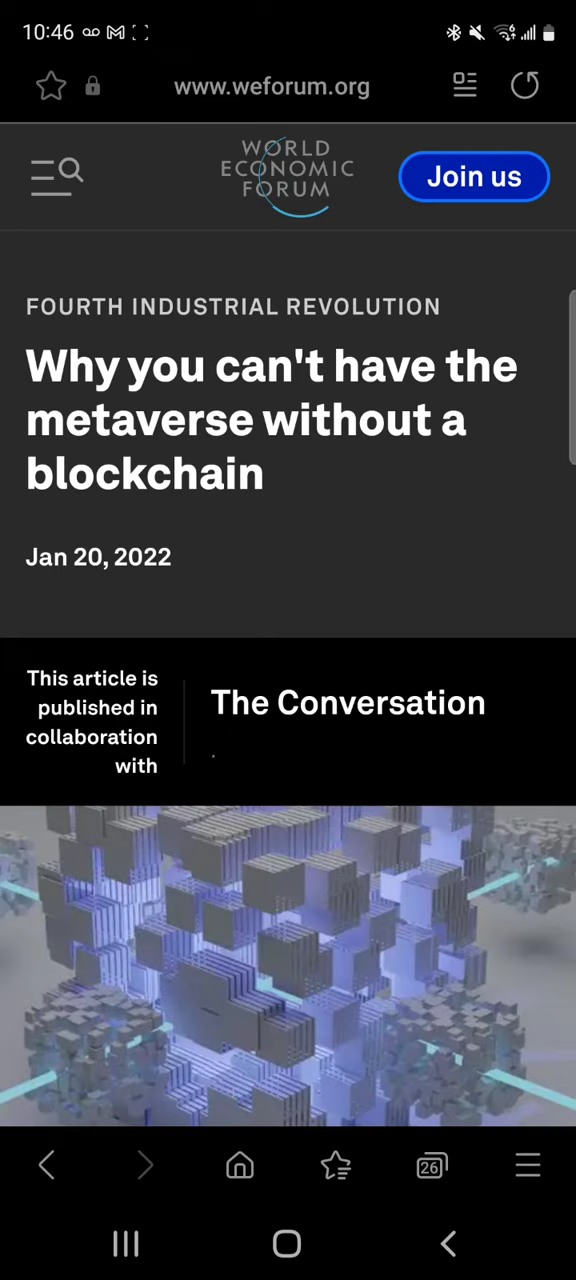 10:46
www.weforum.org
WORLD
ECONOMIC
FORUM
Join us
FOURTH INDUSTRIAL REVOLUTION
Why you can't have the
metaverse without a
blockchain
Jan 20, 2022
This article is
published in
collaboration
with
The Conversation
.
26